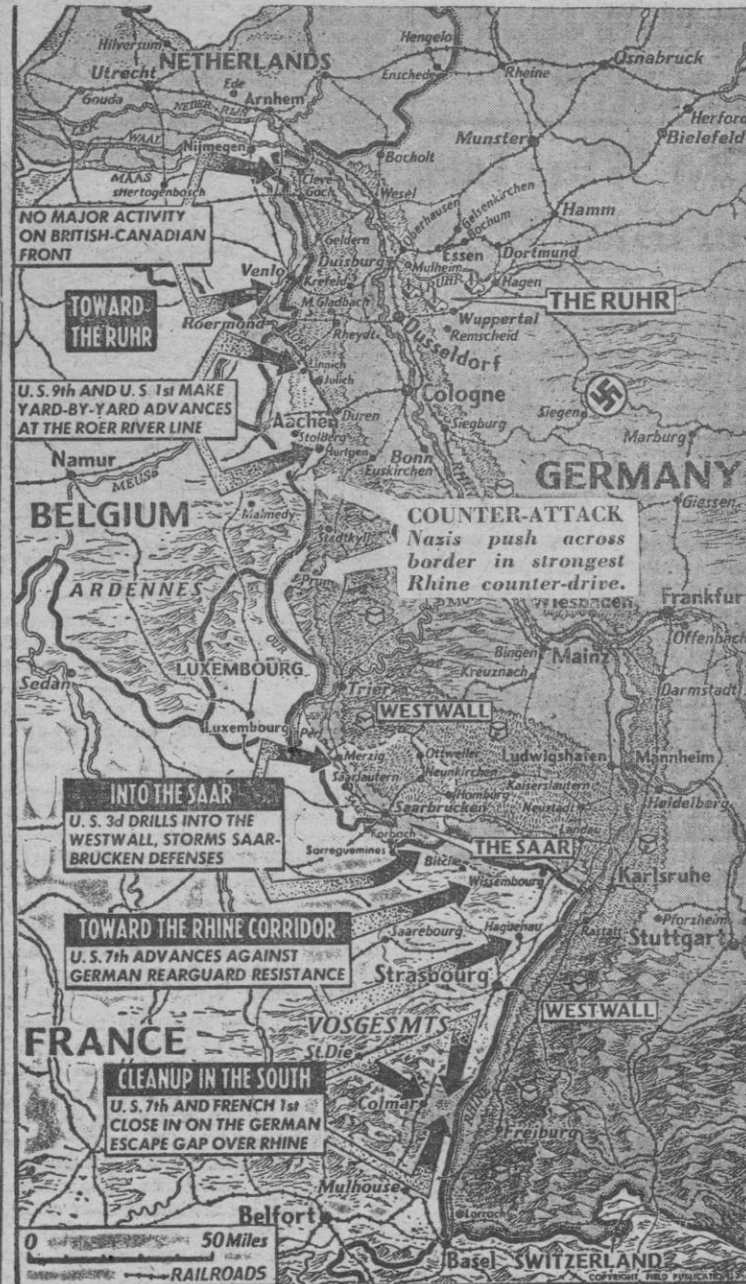 Hilversum
NETHERLANDS
Hengelo
Osnabruck
Utrecht
Ede
Enschede
Rheine
Gouda
Arnhem
NEDER-RIJN
Herford
LEK
WAAL
Nijmegen
Munster
Bielefeld
MAAS
sHertogenbosch
Cleve
Goch
Bocholt
Wesel
NO MAJOR ACTIVITY
ON BRITISH-CANADIAN
FRONT
Oberhausen
Gelsenkirchen
Bochum
Hamm
Geldern
Essen
Dortmund
Venlo
Duisburg
Mulheim
RUHR
Hagen
Krefeld
TOWARD
THE RUHR
M. Gladbach
THE RUHR
Roermond
Rheydt
Wuppertal
Remscheid
Dusseldorf
Linnich
Julich
U.S. 9th AND U.S. 1st MAKE
YARD-BY-YARD ADVANCES
AT THE ROER RIVER LINE
Cologne
Duren
Siegen
Aachen
Stolberg
Siegburg
Hurtgen
Marburg
Namur
Bonn
Euskirchen
MEUSE
GERMANY
Giessen
BELGIUM
Malmedy
COUNTER-ATTACK
Nazis push across
border in strongest
Rhine counter-drive.
Stadtkyll
Prum
ARDENNES
Wiesbaden
Frankfur
OUR
Offenbach
LUXEMBOURG
Bingen
Mainz
Kreuznach
Sedan
Trier
Darmstadt
Luxembourg
WESTWALL
Perl
Merzig
Ottweiler
Ludwigshafen
Mannheim
INTO THE SAAR
U.S. 3d DRILLS INTO THE
WESTWALL, STORMS SAAR-
BRUCKEN DEFENSES
Saarlautern
Neunkirchen
Kaiserslautern
Homburg
Heidelberg
Saarbrucken
Neustadt
Landau
Forbach
THE SAAR
Sarreguemines
Bitche
Karlsruhe
Wissembourg
TOWARD THE RHINE CORRIDOR
U.S. 7th ADVANCES AGAINST
GERMAN REARGUARD RESISTANCE
Saarebourg
Haguenau
Rastatt
Pforzheim
Stuttgart
Strasbourg
WESTWALL
VOSGES MTS
FRANCE
St. Die
CLEANUP IN THE SOUTH
U.S. 7th AND FRENCH 1st
CLOSE IN ON THE GERMAN
ESCAPE GAP OVER RHINE
Colmar
RHINE
Freiburg
Mulhouse
Belfort
Lorrach
0 50 Miles
RAILROADS
Basel
SWITZERLAND
COPYRIGHT, FIELD PUBLICATIONS